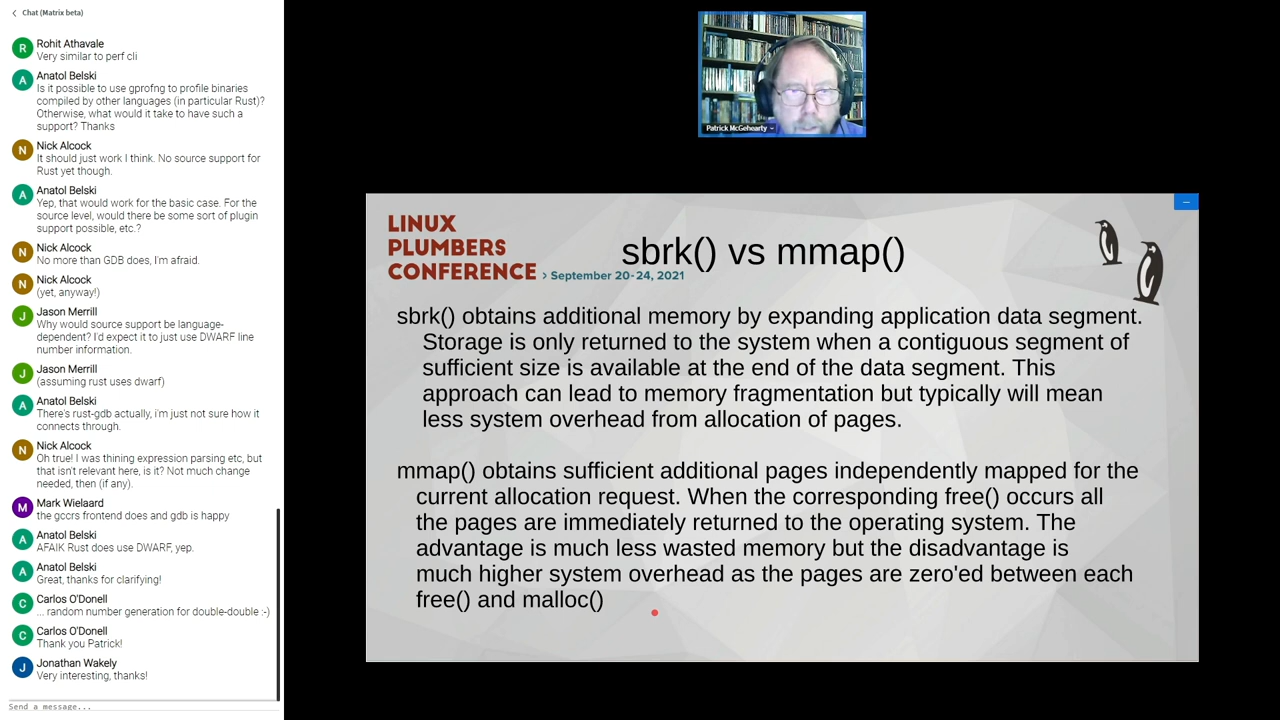 Chat (Matrix beta)
R
Rohit Athavale
Very similar to perf cli
A
Anatol Belski
Is it possible to use gprofng to profile binaries
compiled by other languages (in particular Rust)?
Otherwise, what would it take to have such a
support? Thanks
N
Nick Alcock
It should just work I think. No source support for
Rust yet though.
A
Anatol Belski
Yep, that would work for the basic case. For the
source level, would there be some sort of plugin
support possible, etc.?
N
Nick Alcock
No more than GDB does, I'm afraid.
N
Nick Alcock
(yet, anyway!)
J
Jason Merrill
Why would source support be language-
dependent? I'd expect it to just use DWARF line
number information.
J
Jason Merrill
(assuming rust uses dwarf)
A
Anatol Belski
There's rust-gdb actually, i'm just not sure how it
connects through.
N
Nick Alcock
Oh true! I was thining expression parsing etc, but
that isn't relevant here, is it? Not much change
needed, then (if any).
M
Mark Wielaard
the gccrs frontend does and gdb is happy
A
Anatol Belski
AFAIK Rust does use DWARF, yep.
A
Anatol Belski
Great, thanks for clarifying!
C
Carlos O'Donell
... random number generation for double-double :-)
C
Carlos O'Donell
Thank you Patrick!
J
Jonathan Wakely
Very interesting, thanks!
Send a message...
Patrick McGehearty
LINUX
PLUMBERS
CONFERENCE > September 20-24, 2021
sbrk() vs mmap()
sbrk() obtains additional memory by expanding application data segment.
Storage is only returned to the system when a contiguous segment of
sufficient size is available at the end of the data segment. This
approach can lead to memory fragmentation but typically will mean
less system overhead from allocation of pages.
mmap() obtains sufficient additional pages independently mapped for the
current allocation request. When the corresponding free() occurs all
the pages are immediately returned to the operating system. The
advantage is much less wasted memory but the disadvantage is
much higher system overhead as the pages are zero'ed between each
free() and malloc()